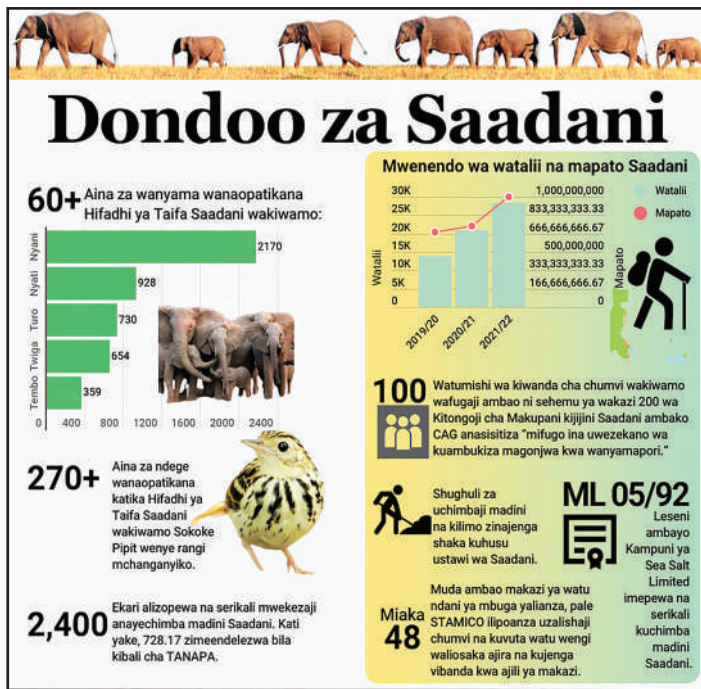 Dondoo za Saadani
60+
Aina za wanyama wanaopatikana
Hifadhi ya Taifa Saadani wakiwamo:
Nyani
2170
Nyati
928
Turo
730
Twiga
654
Tembo
359
0 400 800 1200 1600 2000 2400
270+
Aina za ndege
wanaopatikana
katika Hifadhi ya
Taifa Saadani
wakiwamo Sokoke
Pipit wenye rangi
mchanganyiko.
2,400
Ekari alizopewa na serikali mwekezaji
anayechimba madini Saadani. Kati
yake, 728.17 zimeendelezwa bila
kibali cha TANAPA.
Mwenendo wa watalii na mapato Saadani
30K 1,000,000,000
25K 833,333,333.33
20K 666,666,666.67
15K 500,000,000
10K 333,333,333.33
5K 166,666,666.67
0 0
Watalii
Mapato
Watalii
Mapato
2019/20 2020/21 2021/22
100
Watumishi wa kiwanda cha chumvi wakiwamo
wafugaji ambao ni sehemu ya wakazi 200 wa
Kitongoji cha Makupani kijijini Saadani ambako
CAG anasisitiza "mifugo ina uwezekano wa
kuambukiza magonjwa kwa wanyamapori."
Shughuli za
uchimbaji madini
na kilimo zinajenga
shaka kuhusu
ustawi wa Saadani.
ML 05/92
Leseni
ambayo
Kampuni ya
Sea Salt
Limited
imepewa na
serikali
kuchimba
madini
Saadani.
Miaka
48
Muda ambao makazi ya watu
ndani ya mbuga yalianza, pale
STAMICO ilipoanza uzalishaji
chumvi na kuvuta watu wengi
waliosaka ajira na kujenga
vibanda kwa ajili ya makazi.